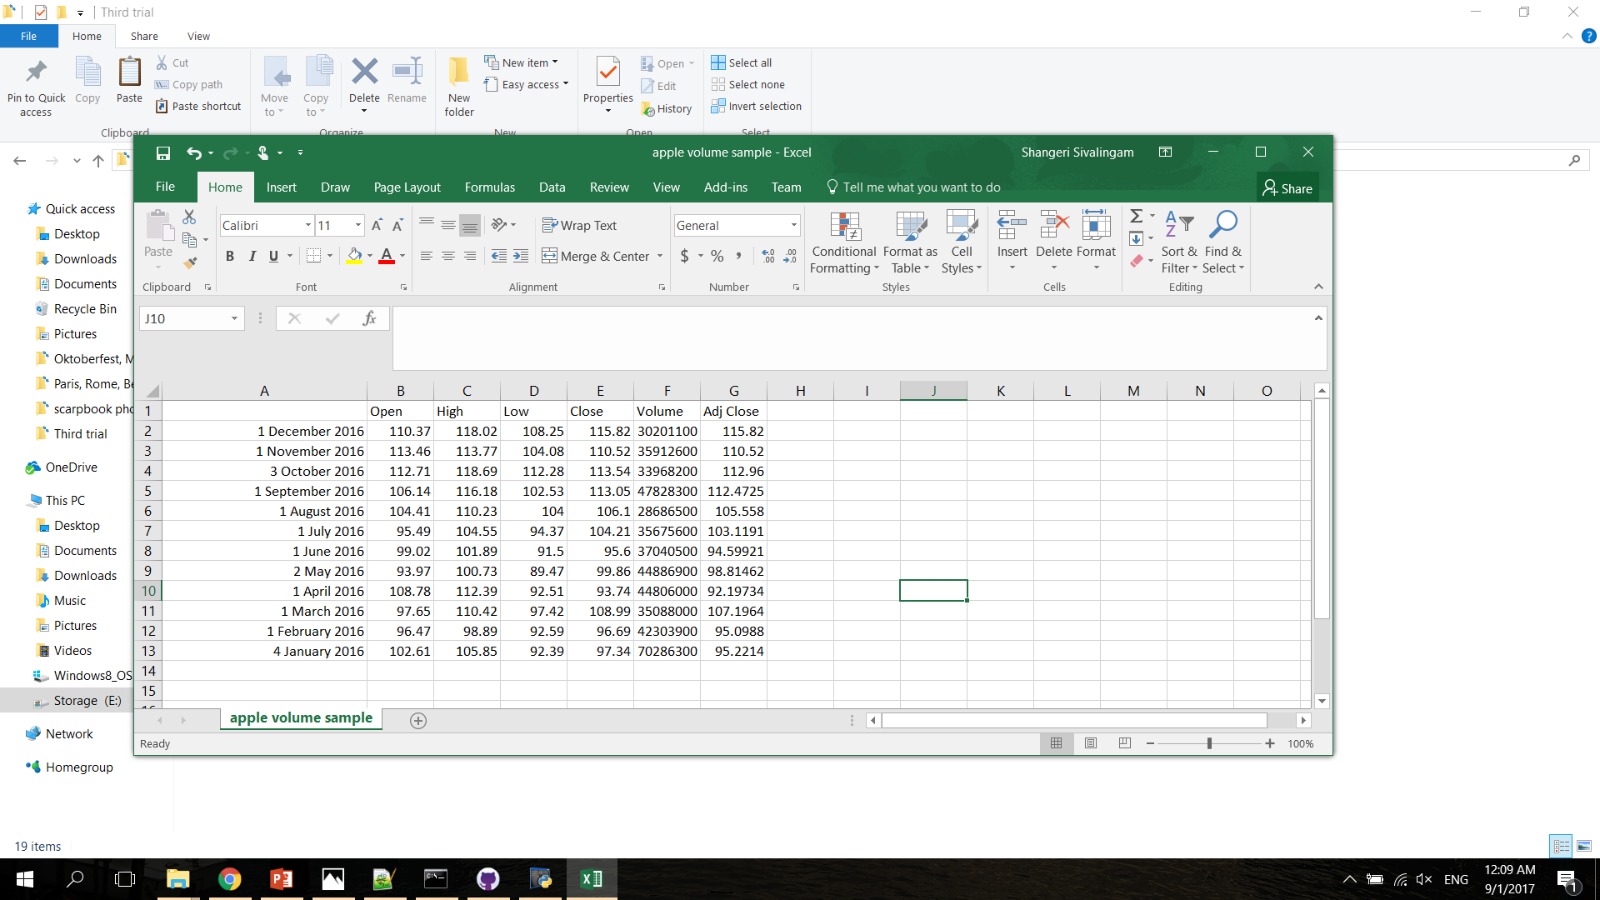 Third trial
File Home Share View
Pin to Quick access
Copy
Paste
Cut
Copy path
Paste shortcut
Clipboard
Move to
Copy to
Delete
Rename
Organize
New folder
New item
Easy access
New
Properties
Open
Edit
History
Open
Select all
Select none
Invert selection
Select
apple volume sample - Excel
Shangeri Sivalingam
File Home Insert Draw Page Layout Formulas Data Review View Add-ins Team Tell me what you want to do Share
Paste
Clipboard
Calibri 11
B I U
Font
Wrap Text
Merge & Center
Alignment
General
$ % ,
Number
Conditional Formatting
Format as Table
Cell Styles
Styles
Insert Delete Format
Cells
Sort & Filter
Find & Select
Editing
J10
fx
A B C D E F G H I J K L M N O
1 Open High Low Close Volume Adj Close
2 1 December 2016 110.37 118.02 108.25 115.82 30201100 115.82
3 1 November 2016 113.46 113.77 104.08 110.52 35912600 110.52
4 3 October 2016 112.71 118.69 112.28 113.54 33968200 112.96
5 1 September 2016 106.14 116.18 102.53 113.05 47828300 112.4725
6 1 August 2016 104.41 110.23 104 106.1 28686500 105.558
7 1 July 2016 95.49 104.55 94.37 104.21 35675600 103.1191
8 1 June 2016 99.02 101.89 91.5 95.6 37040500 94.59921
9 2 May 2016 93.97 100.73 89.47 99.86 44886900 98.81462
10 1 April 2016 108.78 112.39 92.51 93.74 44806000 92.19734
11 1 March 2016 97.65 110.42 97.42 108.99 35088000 107.1964
12 1 February 2016 96.47 98.89 92.59 96.69 42303900 95.0988
13 4 January 2016 102.61 105.85 92.39 97.34 70286300 95.2214
14
15
apple volume sample
Ready
100%
Quick access
Desktop
Downloads
Documents
Recycle Bin
Pictures
Oktoberfest, M
Paris, Rome, Be
scarpbook pho
Third trial
OneDrive
This PC
Desktop
Documents
Downloads
Music
Pictures
Videos
Windows8_OS
Storage (E:)
Network
Homegroup
19 items
ENG
12:09 AM
9/1/2017
1